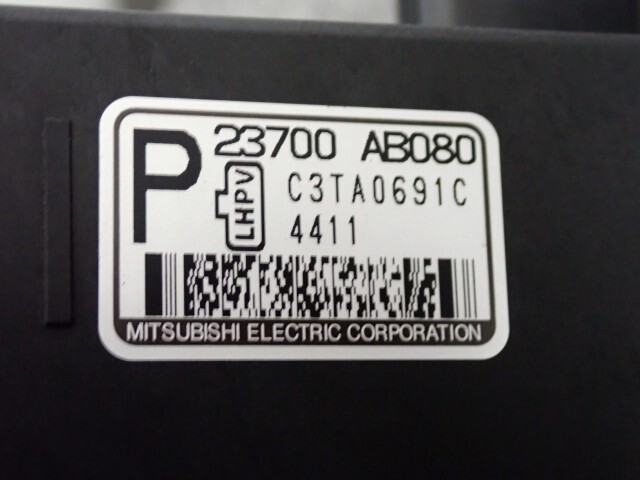 P
23700 AB080
LHPV
C3TA0691C
4411
MITSUBISHI ELECTRIC CORPORATION